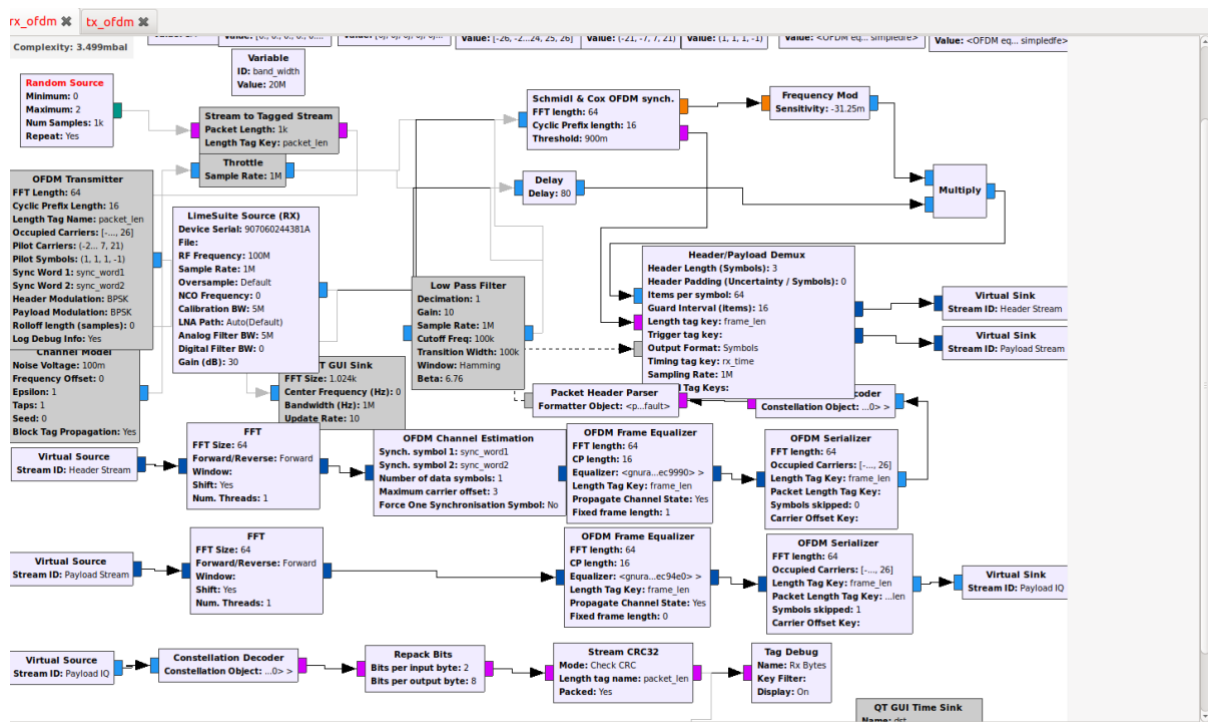 rx_ofdm
tx_ofdm
Complexity: 3.499mbal
Value: [-26, -2...24, 25, 26]
Value: (-21, -7, 7, 21)
Value: (1, 1, 1, -1)
Value: <OFDM eq... simpledfe>
Value: <OFDM eq... simpledfe>
Variable
ID: band_width
Value: 20M
Random Source
Minimum: 0
Maximum: 2
Num Samples: 1k
Repeat: Yes
Stream to Tagged Stream
Packet Length: 1k
Length Tag Key: packet_len
Throttle
Sample Rate: 1M
Schmidl & Cox OFDM synch.
FFT length: 64
Cyclic Prefix length: 16
Threshold: 900m
Frequency Mod
Sensitivity: -31.25m
Delay
Delay: 80
Multiply
OFDM Transmitter
FFT Length: 64
Cyclic Prefix Length: 16
Length Tag Name: packet_len
Occupied Carriers: [-..., 26]
Pilot Carriers: (-2... 7, 21)
Pilot Symbols: (1, 1, 1, -1)
Sync Word 1: sync_word1
Sync Word 2: sync_word2
Header Modulation: BPSK
Payload Modulation: BPSK
Rolloff length (samples): 0
Log Debug Info: Yes
LimeSuite Source (RX)
Device Serial: 907060244381A
File:
RF Frequency: 100M
Sample Rate: 1M
Oversample: Default
NCO Frequency: 0
Calibration BW: 5M
LNA Path: Auto(Default)
Analog Filter BW: 5M
Digital Filter BW: 0
Gain (dB): 30
Low Pass Filter
Decimation: 1
Gain: 10
Sample Rate: 1M
Cutoff Freq: 100k
Transition Width: 100k
Window: Hamming
Beta: 6.76
Header/Payload Demux
Header Length (Symbols): 3
Header Padding (Uncertainty / Symbols): 0
Items per symbol: 64
Guard Interval (items): 16
Length tag key: frame_len
Trigger tag key:
Output Format: Symbols
Timing tag key: rx_time
Sampling Rate: 1M
Tag Keys:
Virtual Sink
Stream ID: Header Stream
Virtual Sink
Stream ID: Payload Stream
Channel Model
Noise Voltage: 100m
Frequency Offset: 0
Epsilon: 1
Taps: 1
Seed: 0
Block Tag Propagation: Yes
GUI Sink
FFT Size: 1.024k
Center Frequency (Hz): 0
Bandwidth (Hz): 1M
Update Rate: 10
Packet Header Parser
Formatter Object: <p...fault>
Constellation Object: ...0> >
Virtual Source
Stream ID: Header Stream
FFT
FFT Size: 64
Forward/Reverse: Forward
Window:
Shift: Yes
Num. Threads: 1
OFDM Channel Estimation
Synch. symbol 1: sync_word1
Synch. symbol 2: sync_word2
Number of data symbols: 1
Maximum carrier offset: 3
Force One Synchronisation Symbol: No
OFDM Frame Equalizer
FFT length: 64
CP length: 16
Equalizer: <gnura...ec9990> >
Length Tag Key: frame_len
Propagate Channel State: Yes
Fixed frame length: 1
OFDM Serializer
FFT length: 64
Occupied Carriers: [-..., 26]
Length Tag Key: frame_len
Packet Length Tag Key:
Symbols skipped: 0
Carrier Offset Key:
Virtual Source
Stream ID: Payload Stream
FFT
FFT Size: 64
Forward/Reverse: Forward
Window:
Shift: Yes
Num. Threads: 1
OFDM Frame Equalizer
FFT length: 64
CP length: 16
Equalizer: <gnura...ec94e0> >
Length Tag Key: frame_len
Propagate Channel State: Yes
Fixed frame length: 0
OFDM Serializer
FFT length: 64
Occupied Carriers: [-..., 26]
Length Tag Key: frame_len
Packet Length Tag Key: ...len
Symbols skipped: 1
Carrier Offset Key:
Virtual Sink
Stream ID: Payload IQ
Virtual Source
Stream ID: Payload IQ
Constellation Decoder
Constellation Object: ...0> >
Repack Bits
Bits per input byte: 2
Bits per output byte: 8
Stream CRC32
Mode: Check CRC
Length tag name: packet_len
Packed: Yes
Tag Debug
Name: Rx Bytes
Key Filter:
Display: On
QT GUI Time Sink